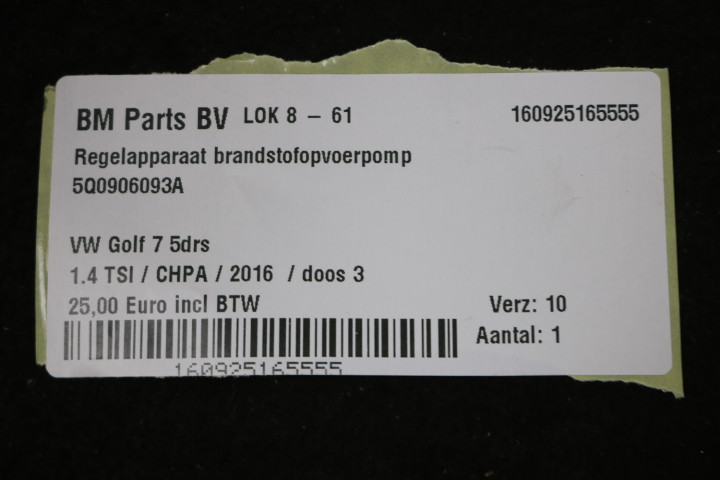 BM Parts BV LOK 8 – 61 160925165555
Regelapparaat brandstofopvoerpomp
5Q0906093A
VW Golf 7 5drs
1.4 TSI / CHPA / 2016 / doos 3
25,00 Euro incl BTW Verz: 10
Aantal: 1
160925165555